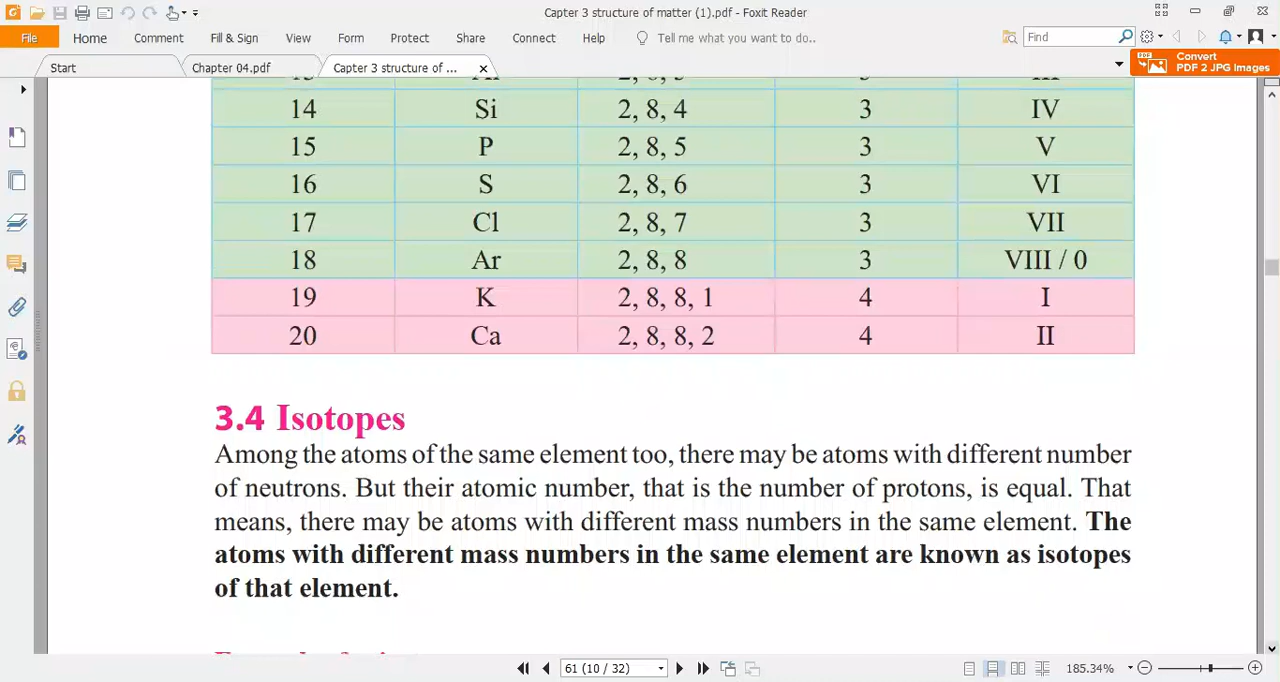 Capter 3 structure of matter (1).pdf - Foxit Reader
File Home Comment Fill & Sign View Form Protect Share Connect Help Tell me what you want to do.. Find
Start Chapter 04.pdf Capter 3 structure of ... Convert
PDF 2 JPG Images
14 Si 2, 8, 4 3 IV
15 P 2, 8, 5 3 V
16 S 2, 8, 6 3 VI
17 Cl 2, 8, 7 3 VII
18 Ar 2, 8, 8 3 VIII / 0
19 K 2, 8, 8, 1 4 I
20 Ca 2, 8, 8, 2 4 II
3.4 Isotopes
Among the atoms of the same element too, there may be atoms with different number
of neutrons. But their atomic number, that is the number of protons, is equal. That
means, there may be atoms with different mass numbers in the same element. The
atoms with different mass numbers in the same element are known as isotopes
of that element.
61 (10 / 32) 185.34%